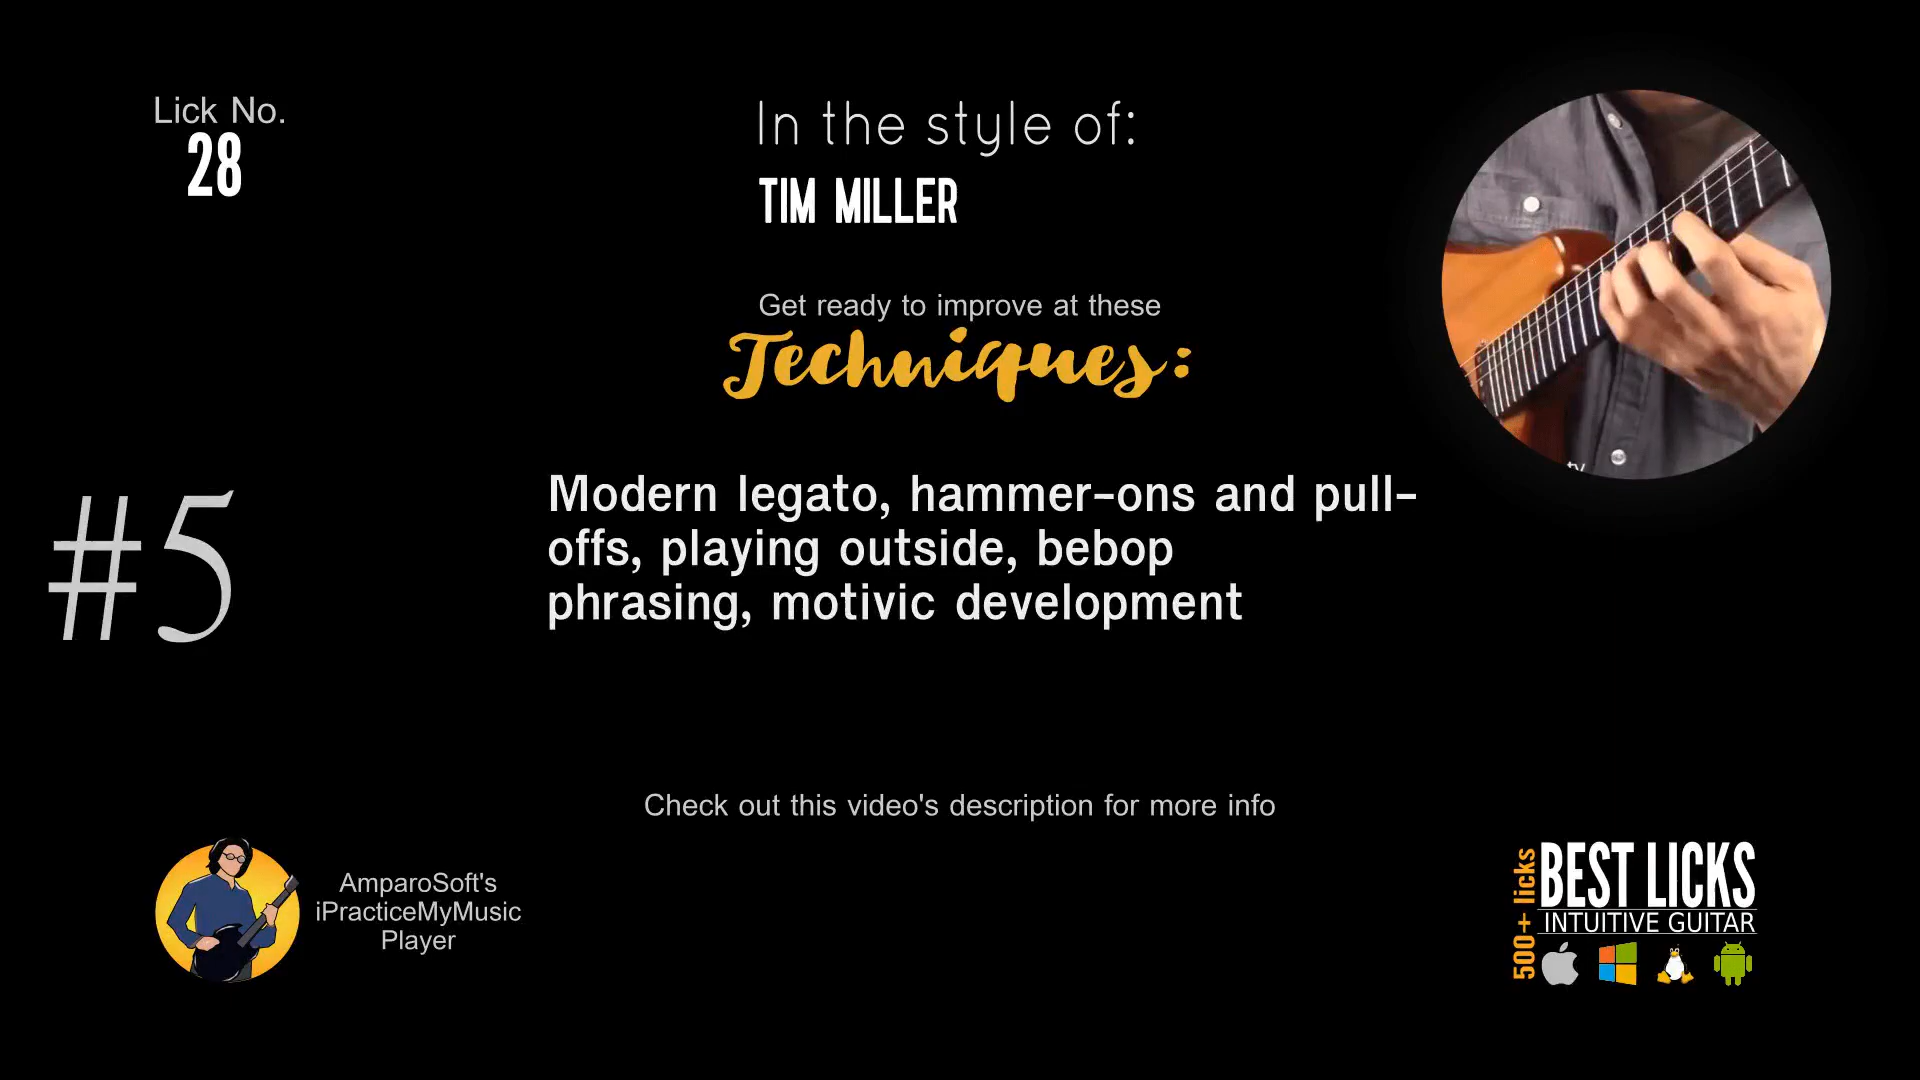 Lick No.
28
In the style of:
TIM MILLER
Get ready to improve at these
Techniques:
#5
Modern legato, hammer-ons and pull-
offs, playing outside, bebop
phrasing, motivic development
Check out this video's description for more info
AmparoSoft's
iPracticeMyMusic
Player
500+ licks
BEST LICKS
INTUITIVE GUITAR